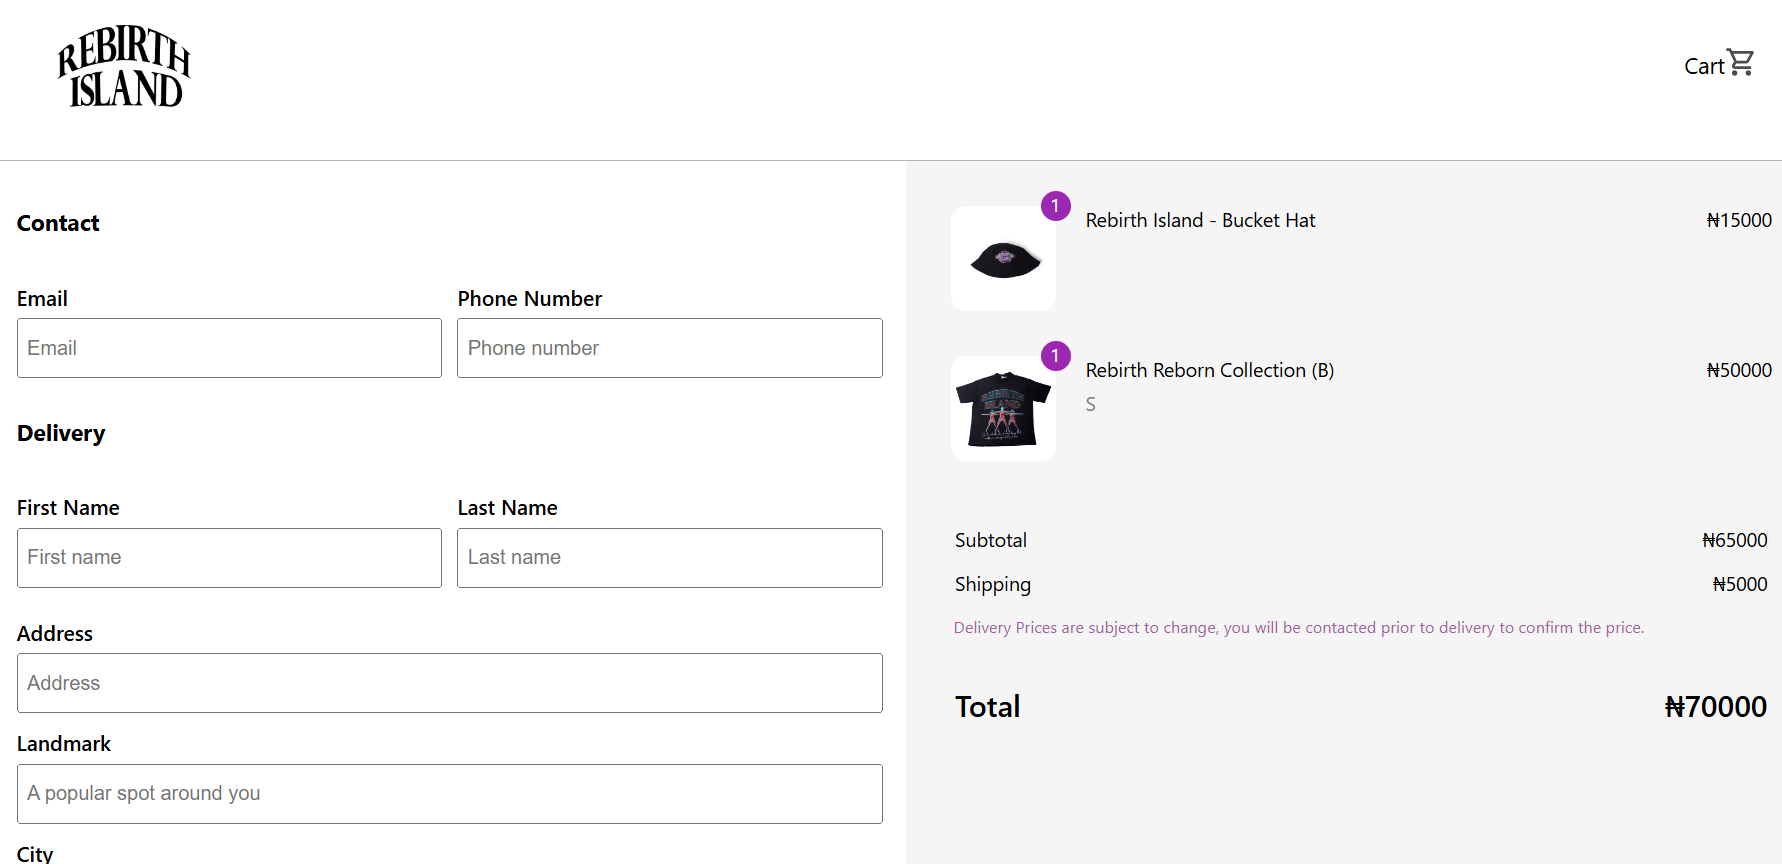 REBIRTH
ISLAND
Cart
Contact
Email
Phone Number
Email
Phone number
Delivery
First Name
Last Name
First name
Last name
Address
Address
Landmark
A popular spot around you
City
1
Rebirth Island - Bucket Hat
₦15000
1
REBIRTH
ISLAND
Rebirth Reborn Collection (B)
₦50000
S
Subtotal
₦65000
Shipping
₦5000
Delivery Prices are subject to change, you will be contacted prior to delivery to confirm the price.
Total
₦70000